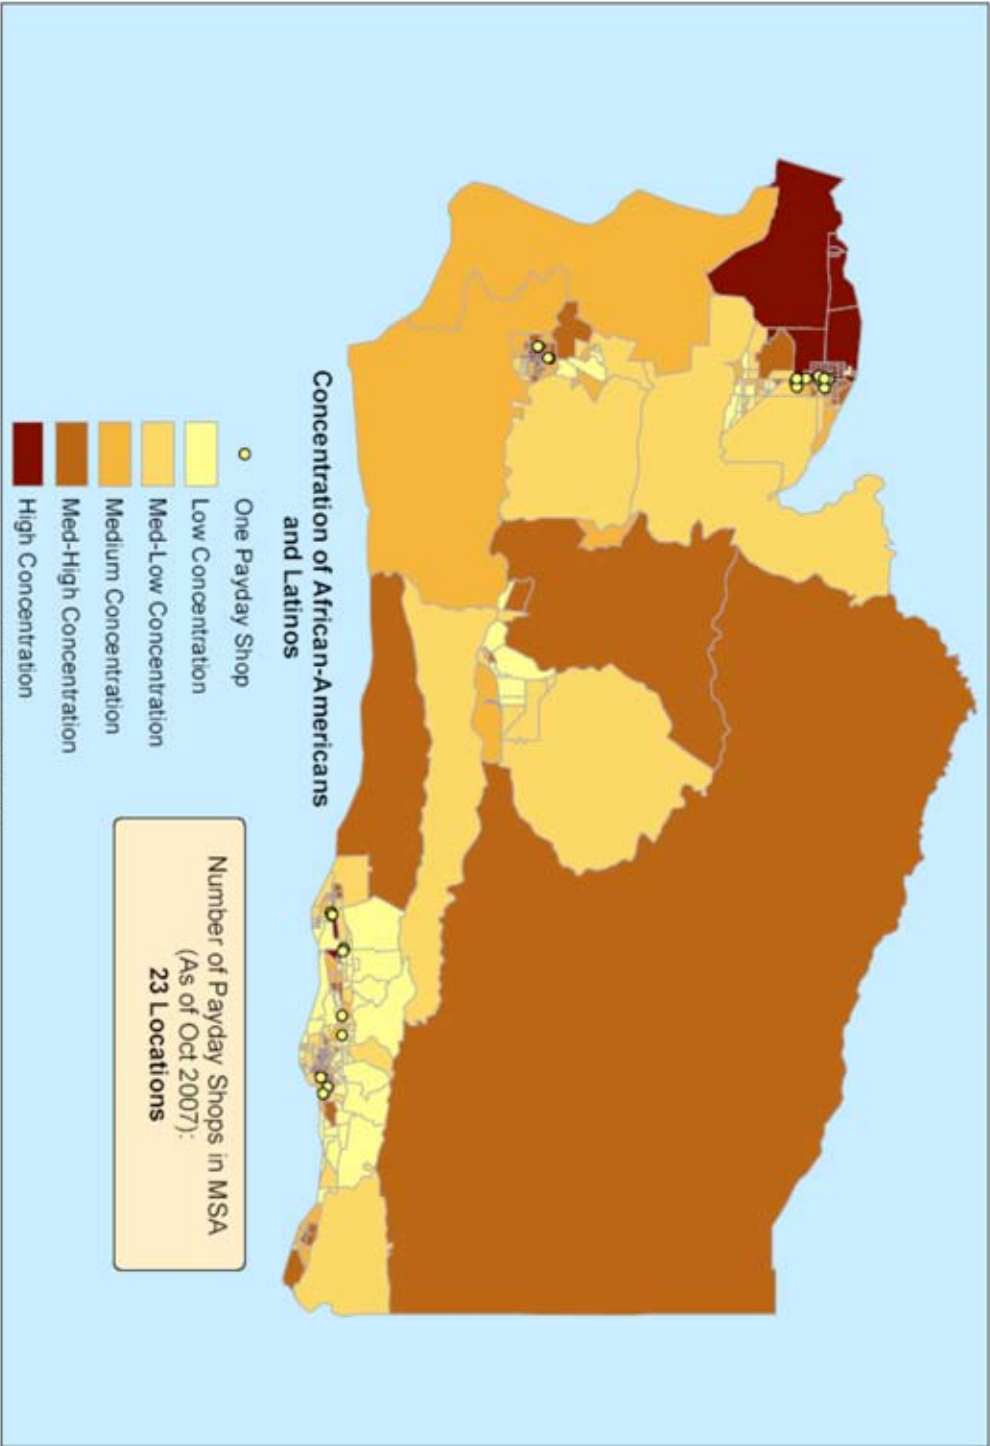 Concentration of African-Americans
and Latinos
One Payday Shop
Low Concentration
Med-Low Concentration
Medium Concentration
Med-High Concentration
High Concentration
Number of Payday Shops in MSA
(As of Oct 2007):
23 Locations